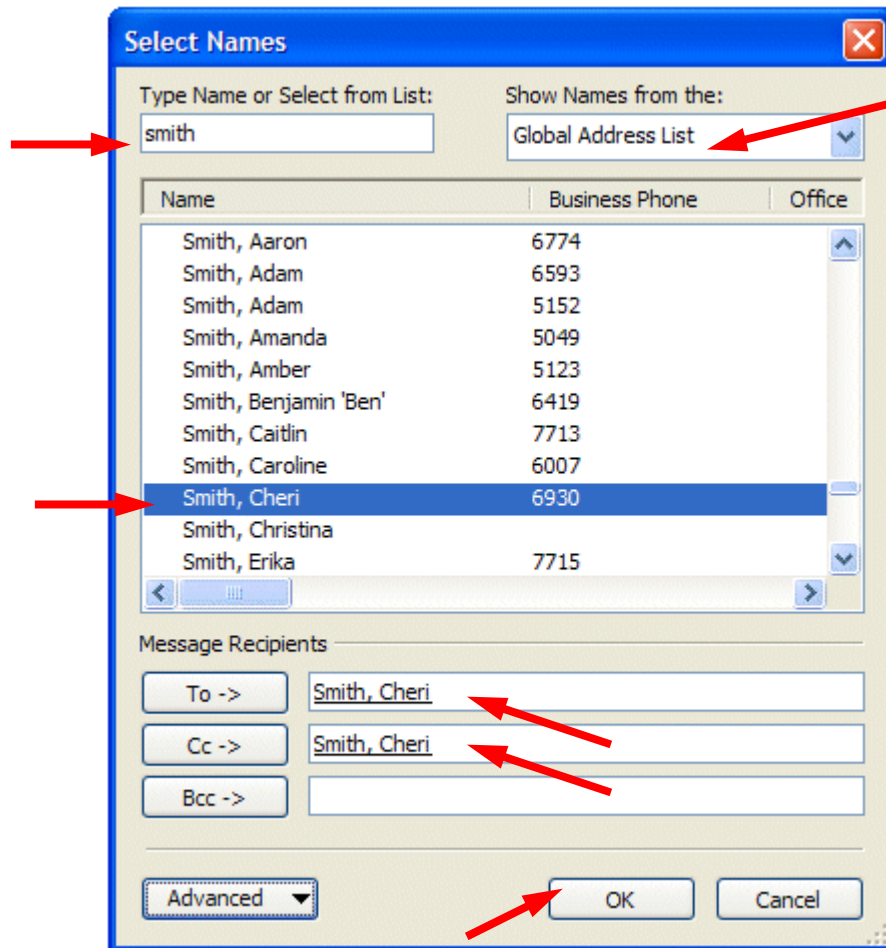 Select Names
Type Name or Select from List: Show Names from the:
smith Global Address List
Name Business Phone Office
Smith, Aaron 6774
Smith, Adam 6593
Smith, Adam 5152
Smith, Amanda 5049
Smith, Amber 5123
Smith, Benjamin 'Ben' 6419
Smith, Caitlin 7713
Smith, Caroline 6007
Smith, Cheri 6930
Smith, Christina
Smith, Erika 7715
Message Recipients
To -> Smith, Cheri
Cc -> Smith, Cheri
Bcc ->
Advanced OK Cancel